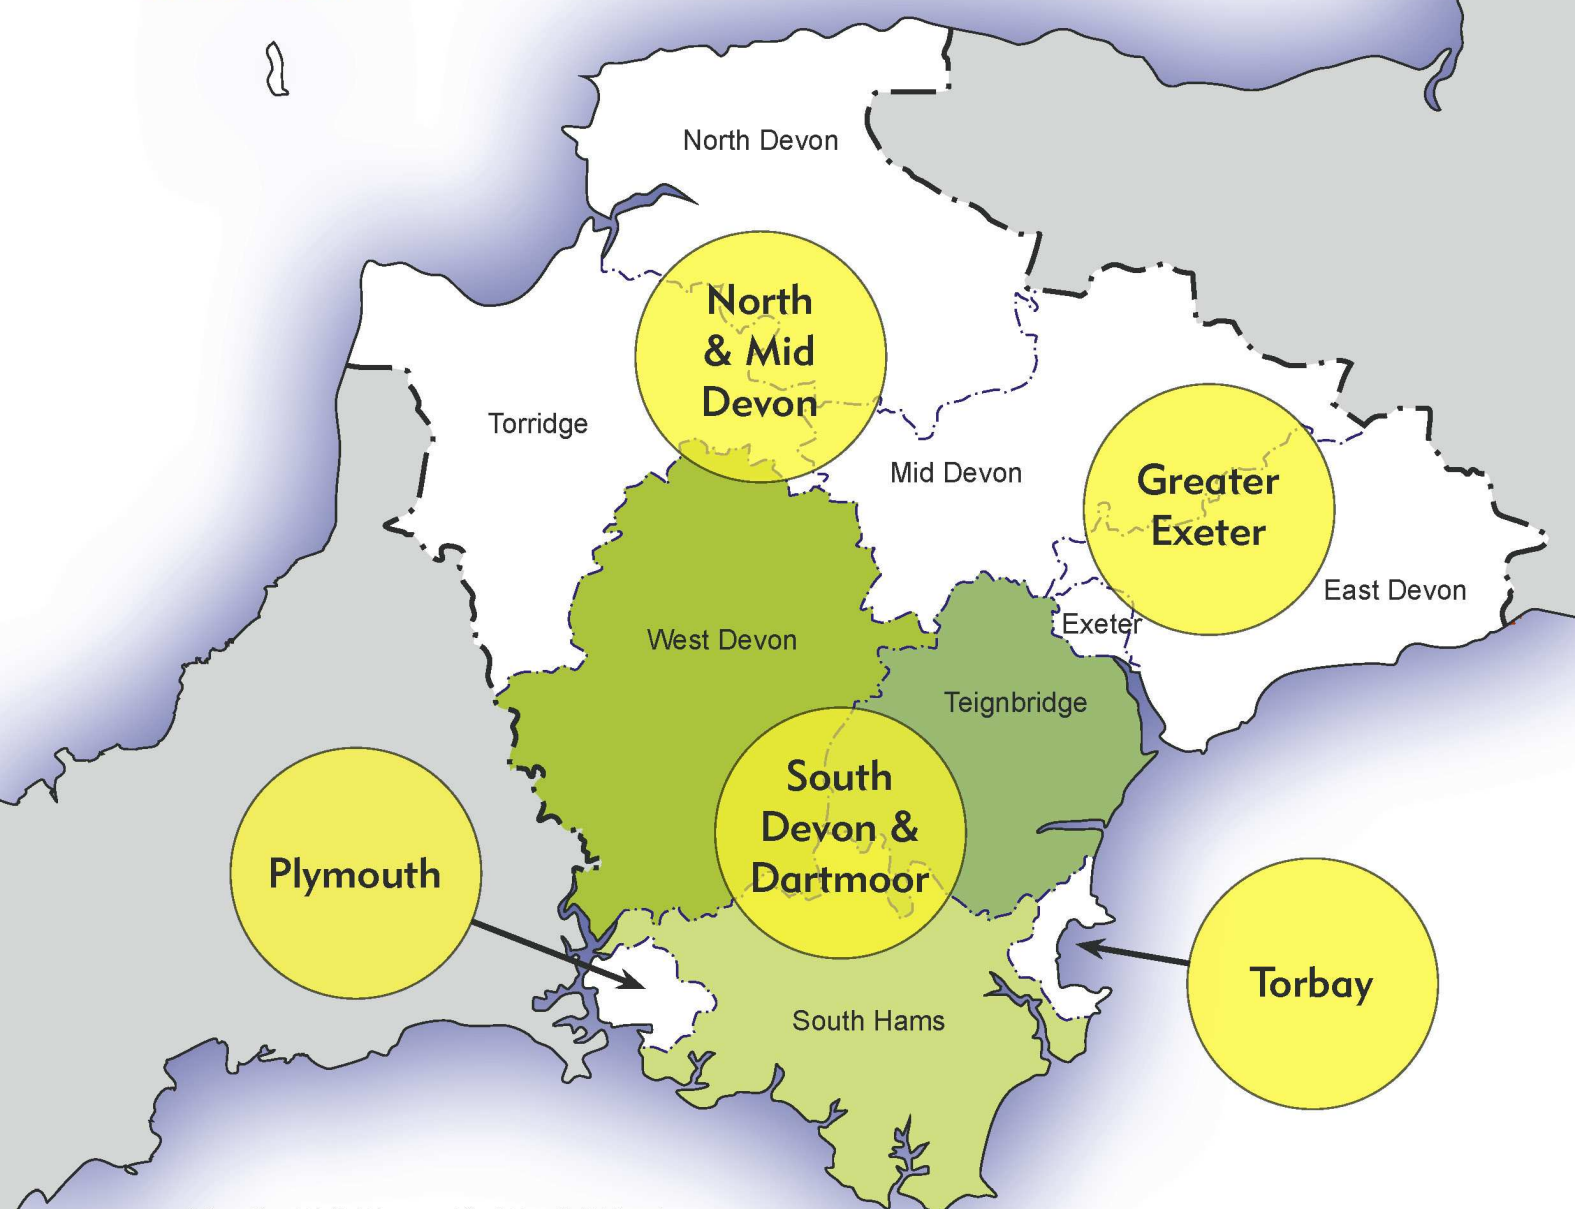 North Devon
North
& Mid
Devon
Torridge
Mid Devon
Greater
Exeter
East Devon
Exeter
West Devon
Teignbridge
South
Devon &
Dartmoor
Plymouth
Torbay
South Hams